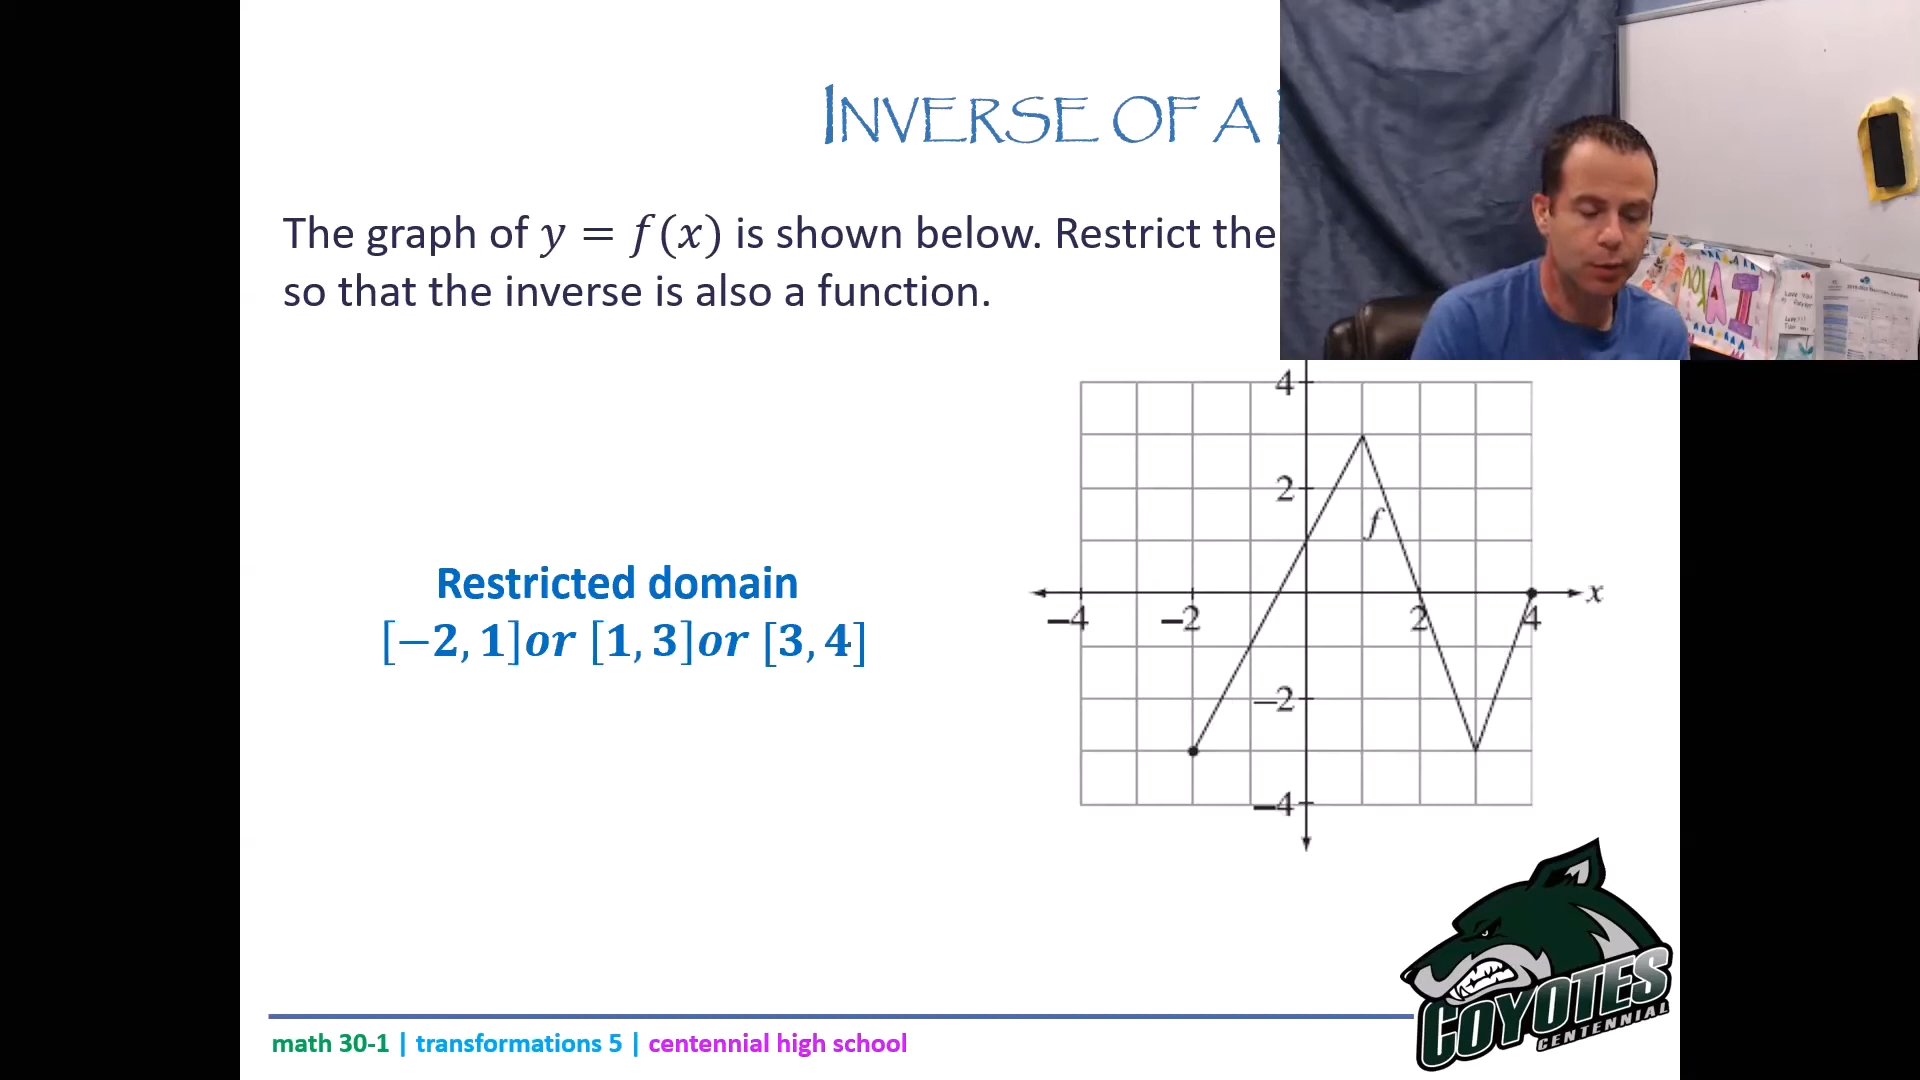 INVERSE OF A
The graph of y = f(x) is shown below. Restrict the
so that the inverse is also a function.
Restricted domain
[−2, 1]or [1, 3]or [3, 4]
4
2
f
−4 −2 2 4 x
−2
−4
COYOTES
CENTENNIAL
math 30-1 | transformations 5 | centennial high school